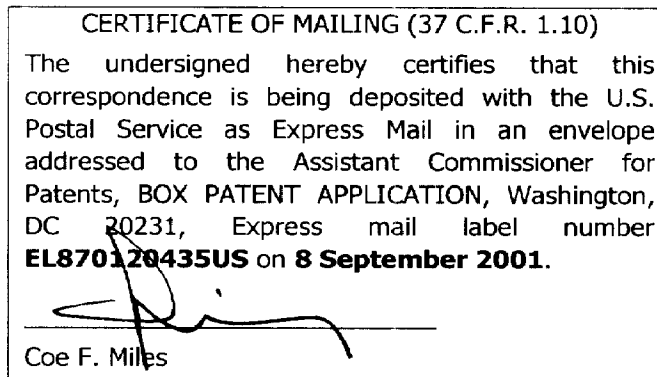 CERTIFICATE OF MAILING (37 C.F.R. 1.10)
The undersigned hereby certifies that this
correspondence is being deposited with the U.S.
Postal Service as Express Mail in an envelope
addressed to the Assistant Commissioner for
Patents, BOX PATENT APPLICATION, Washington,
DC 20231, Express mail label number
EL870120435US on 8 September 2001.
Coe F. Miles